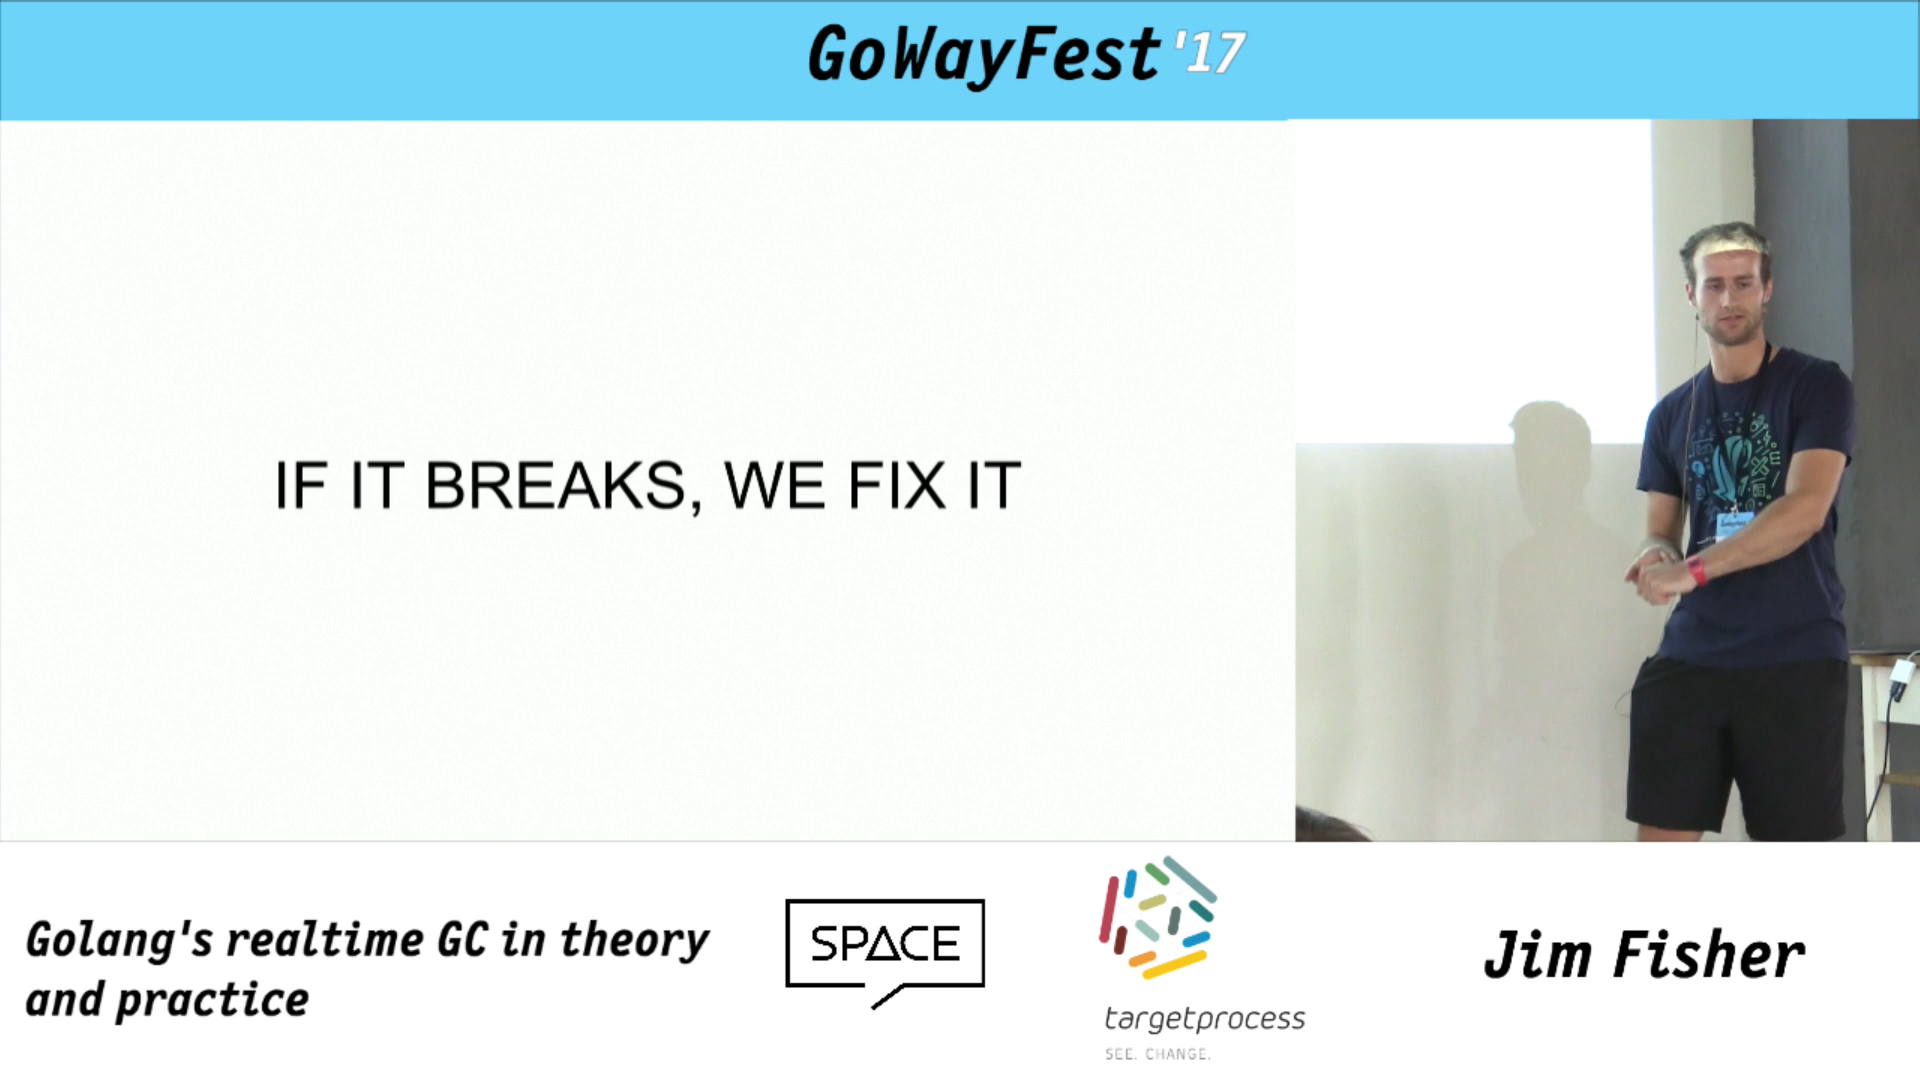 GoWayFest '17
IF IT BREAKS, WE FIX IT
Golang's realtime GC in theory
and practice
SPACE
targetprocess
SEE. CHANGE.
Jim Fisher